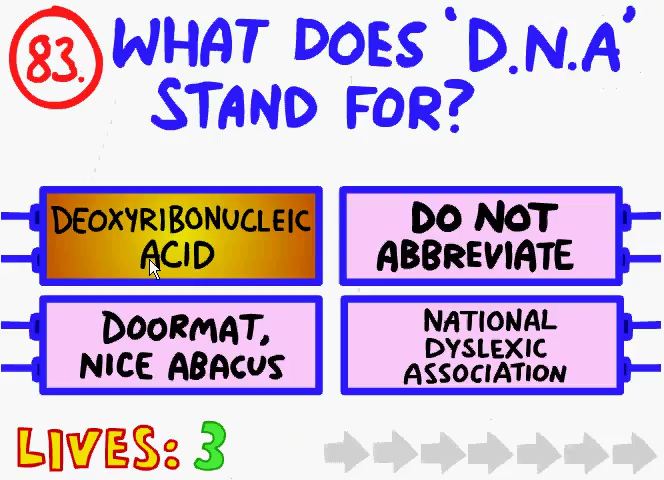 83.
WHAT DOES 'D.N.A'
STAND FOR?
DEOXYRIBONUCLEIC
ACID
DO NOT
ABBREVIATE
DOORMAT,
NICE ABACUS
NATIONAL
DYSLEXIC
ASSOCIATION
LIVES: 3